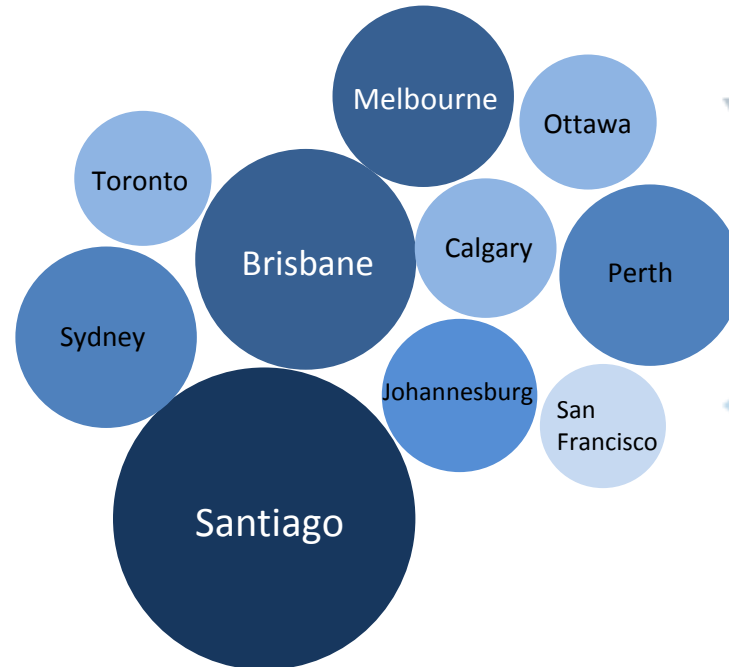 Melbourne
Ottawa
Toronto
Brisbane
Calgary
Perth
Sydney
Johannesburg
San
Francisco
Santiago